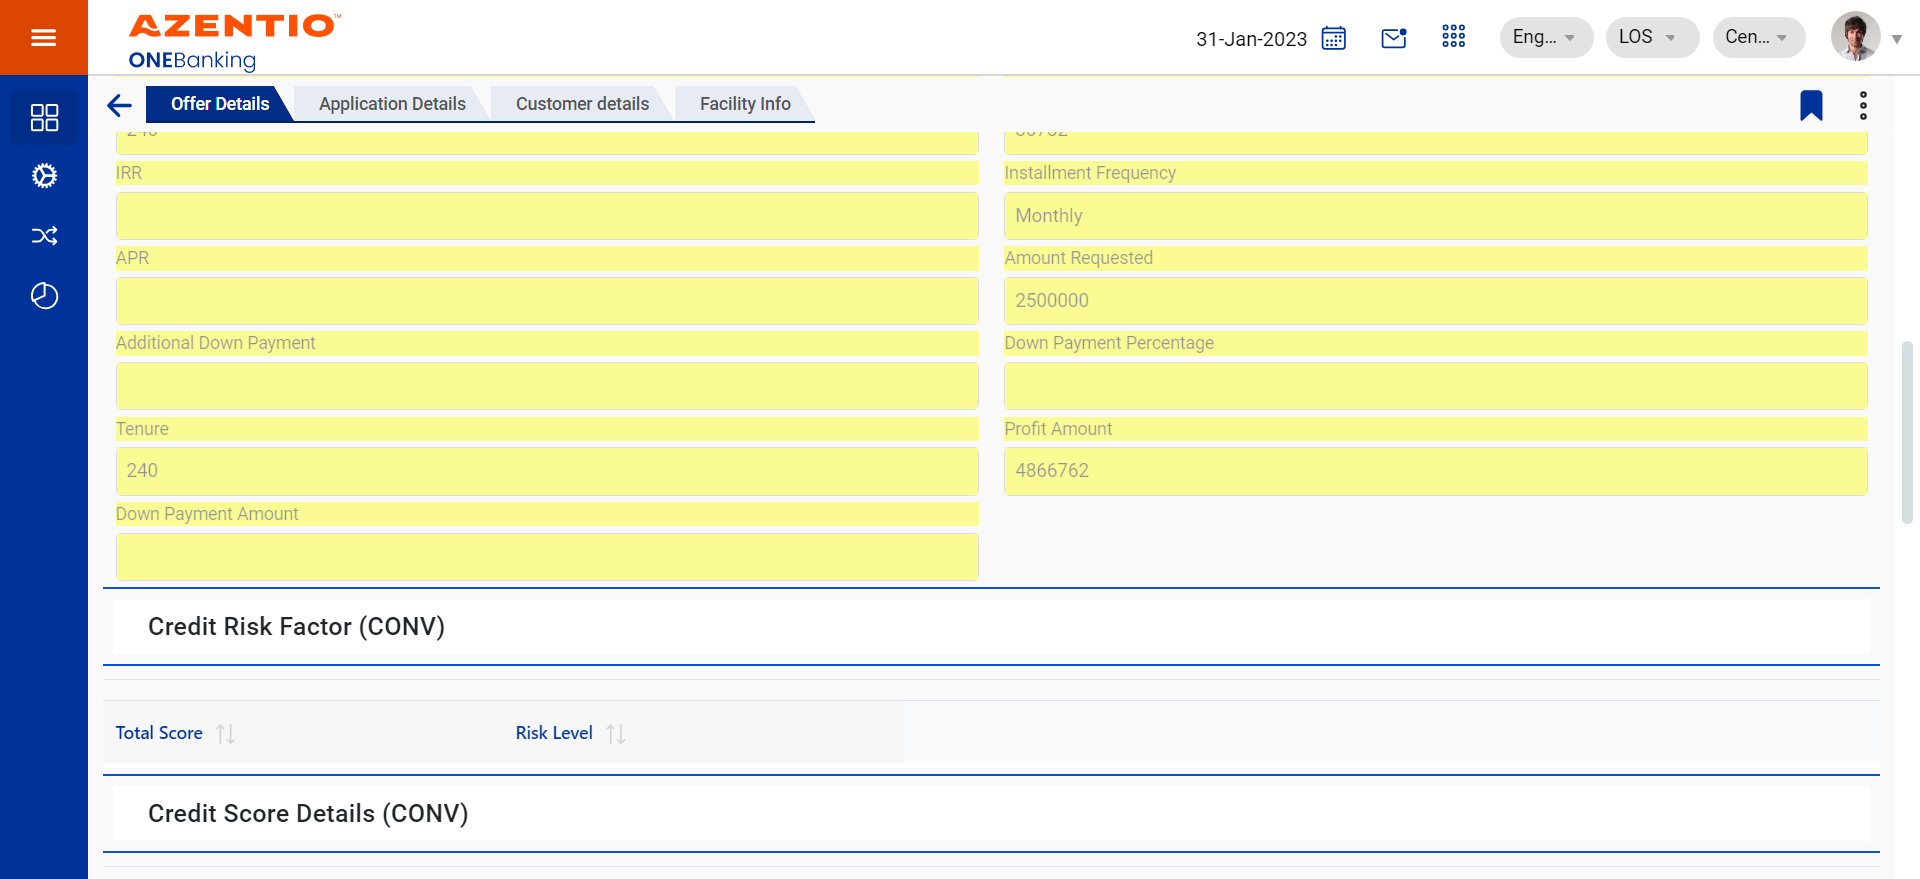 AZENTIO™
ONEBanking
31-Jan-2023
Eng...
LOS
Cen...
Offer Details
Application Details
Customer details
Facility Info
IRR
Installment Frequency
Monthly
APR
Amount Requested
2500000
Additional Down Payment
Down Payment Percentage
Tenure
Profit Amount
240
4866762
Down Payment Amount
Credit Risk Factor (CONV)
Total Score
Risk Level
Credit Score Details (CONV)